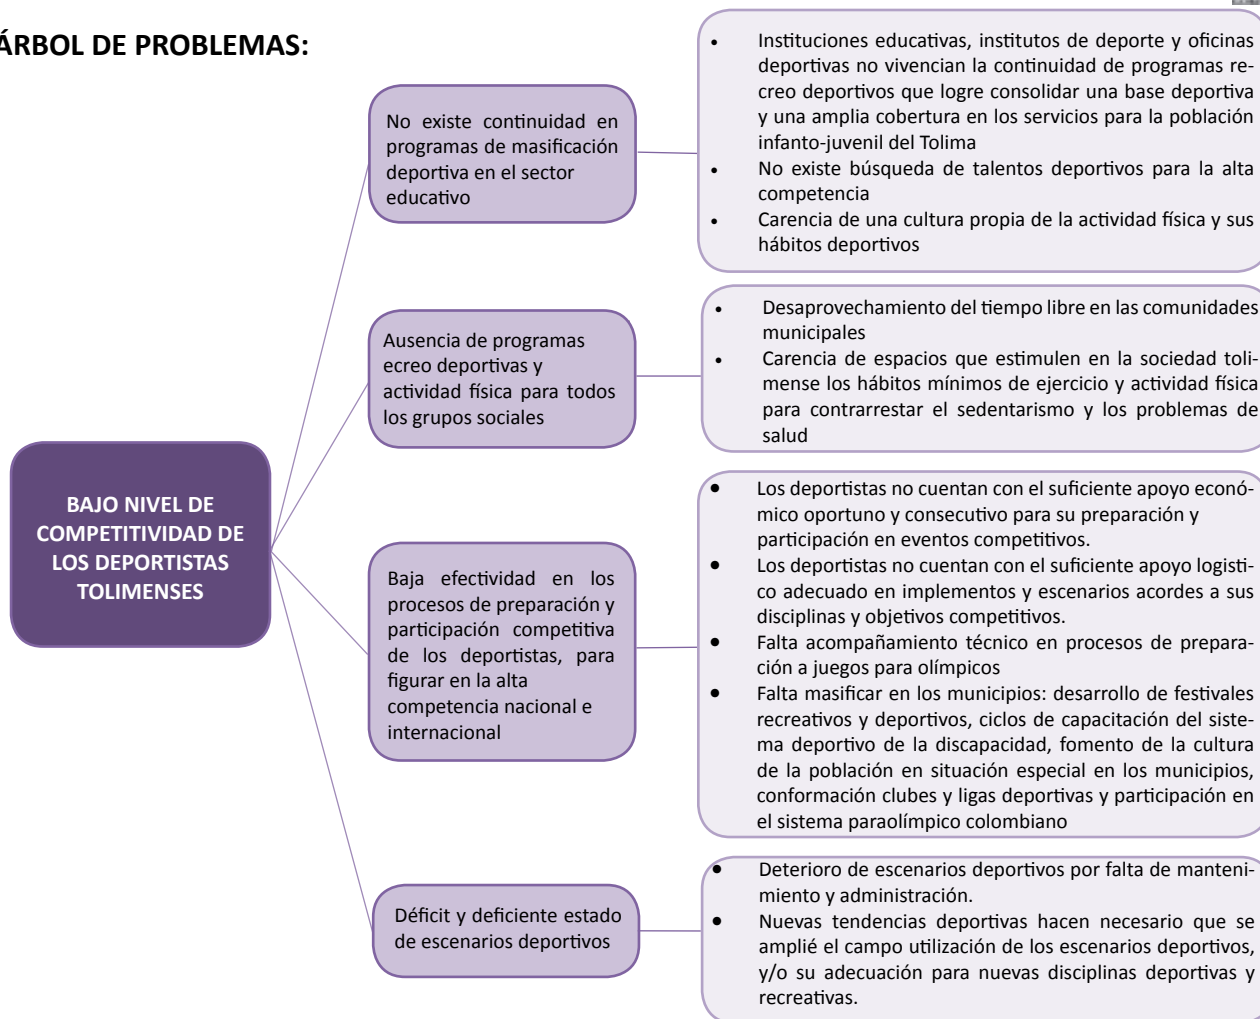 ÁRBOL DE PROBLEMAS:
BAJO NIVEL DE
COMPETITIVIDAD DE
LOS DEPORTISTAS
TOLIMENSES
No existe continuidad en
programas de masificación
deportiva en el sector
educativo
• Instituciones educativas, institutos de deporte y oficinas
deportivas no vivencian la continuidad de programas re-
creo deportivos que logre consolidar una base deportiva
y una amplia cobertura en los servicios para la población
infanto-juvenil del Tolima
• No existe búsqueda de talentos deportivos para la alta
competencia
• Carencia de una cultura propia de la actividad física y sus
hábitos deportivos
Ausencia de programas
ecreo deportivas y
actividad física para todos
los grupos sociales
• Desaprovechamiento del tiempo libre en las comunidades
municipales
• Carencia de espacios que estimulen en la sociedad toli-
mense los hábitos mínimos de ejercicio y actividad física
para contrarrestar el sedentarismo y los problemas de
salud
Baja efectividad en los
procesos de preparación y
participación competitiva
de los deportistas, para
figurar en la alta
competencia nacional e
internacional
• Los deportistas no cuentan con el suficiente apoyo econó-
mico oportuno y consecutivo para su preparación y
participación en eventos competitivos.
• Los deportistas no cuentan con el suficiente apoyo logisti-
co adecuado en implementos y escenarios acordes a sus
disciplinas y objetivos competitivos.
• Falta acompañamiento técnico en procesos de prepara-
ción a juegos para olímpicos
• Falta masificar en los municipios: desarrollo de festivales
recreativos y deportivos, ciclos de capacitación del siste-
ma deportivo de la discapacidad, fomento de la cultura
de la población en situación especial en los municipios,
conformación clubes y ligas deportivas y participación en
el sistema paraolímpico colombiano
Déficit y deficiente estado
de escenarios deportivos
• Deterioro de escenarios deportivos por falta de manteni-
miento y administración.
• Nuevas tendencias deportivas hacen necesario que se
amplié el campo utilización de los escenarios deportivos,
y/o su adecuación para nuevas disciplinas deportivas y
recreativas.